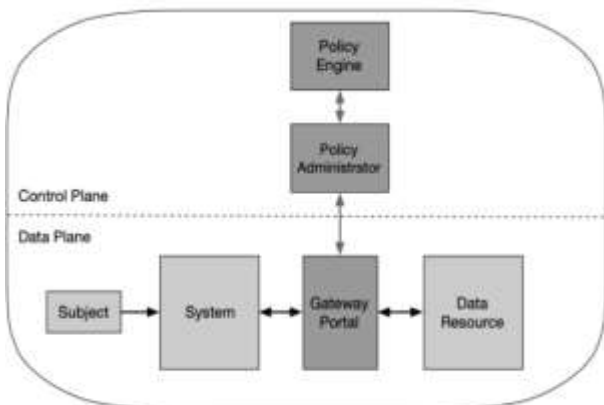 Policy
Engine
Policy
Administrator
Control Plane
Data Plane
Subject
System
Gateway
Portal
Data
Resource